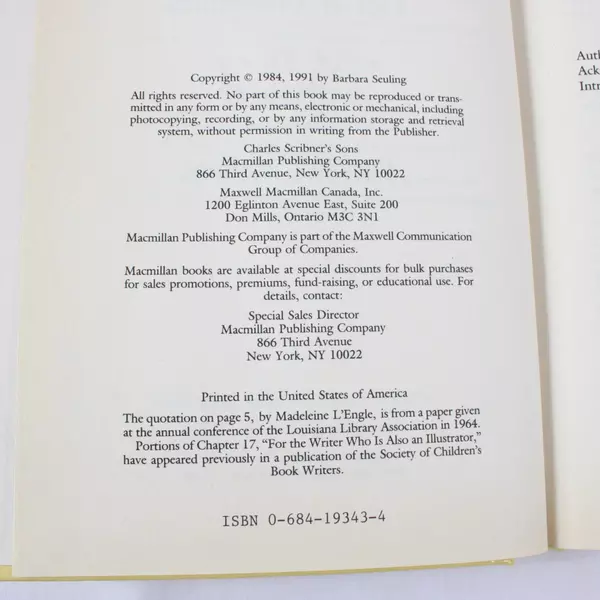 Copyright © 1984, 1991 by Barbara Seuling
All rights reserved. No part of this book may be reproduced or trans-
mitted in any form or by any means, electronic or mechanical, including
photocopying, recording, or by any information storage and retrieval
system, without permission in writing from the Publisher.
Charles Scribner's Sons
Macmillan Publishing Company
866 Third Avenue, New York, NY 10022
Maxwell Macmillan Canada, Inc.
1200 Eglinton Avenue East, Suite 200
Don Mills, Ontario M3C 3N1
Macmillan Publishing Company is part of the Maxwell Communication
Group of Companies.
Macmillan books are available at special discounts for bulk purchases
for sales promotions, premiums, fund-raising, or educational use. For
details, contact:
Special Sales Director
Macmillan Publishing Company
866 Third Avenue
New York, NY 10022
Printed in the United States of America
The quotation on page 5, by Madeleine L'Engle, is from a paper given
at the annual conference of the Louisiana Library Association in 1964.
Portions of Chapter 17, "For the Writer Who Is Also an Illustrator,"
have appeared previously in a publication of the Society of Children's
Book Writers.
ISBN 0-684-19343-4